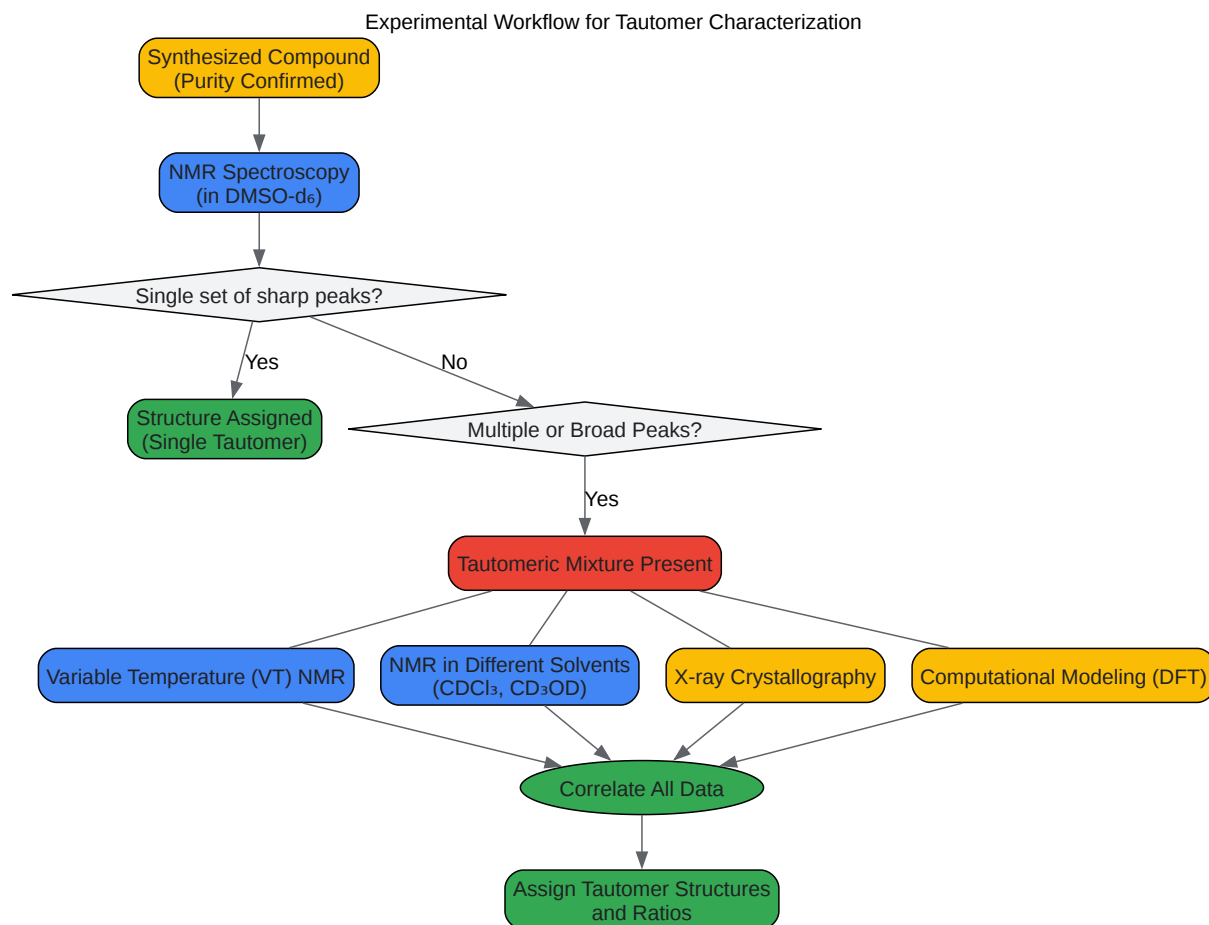 Experimental Workflow for Tautomer Characterization
Synthesized Compound
(Purity Confirmed)
NMR Spectroscopy
(in DMSO-d₆)
Single set of sharp peaks?
Yes
No
Structure Assigned
(Single Tautomer)
Multiple or Broad Peaks?
Yes
Tautomeric Mixture Present
Variable Temperature (VT) NMR
NMR in Different Solvents
(CDCl₃, CD₃OD)
X-ray Crystallography
Computational Modeling (DFT)
Correlate All Data
Assign Tautomer Structures
and Ratios